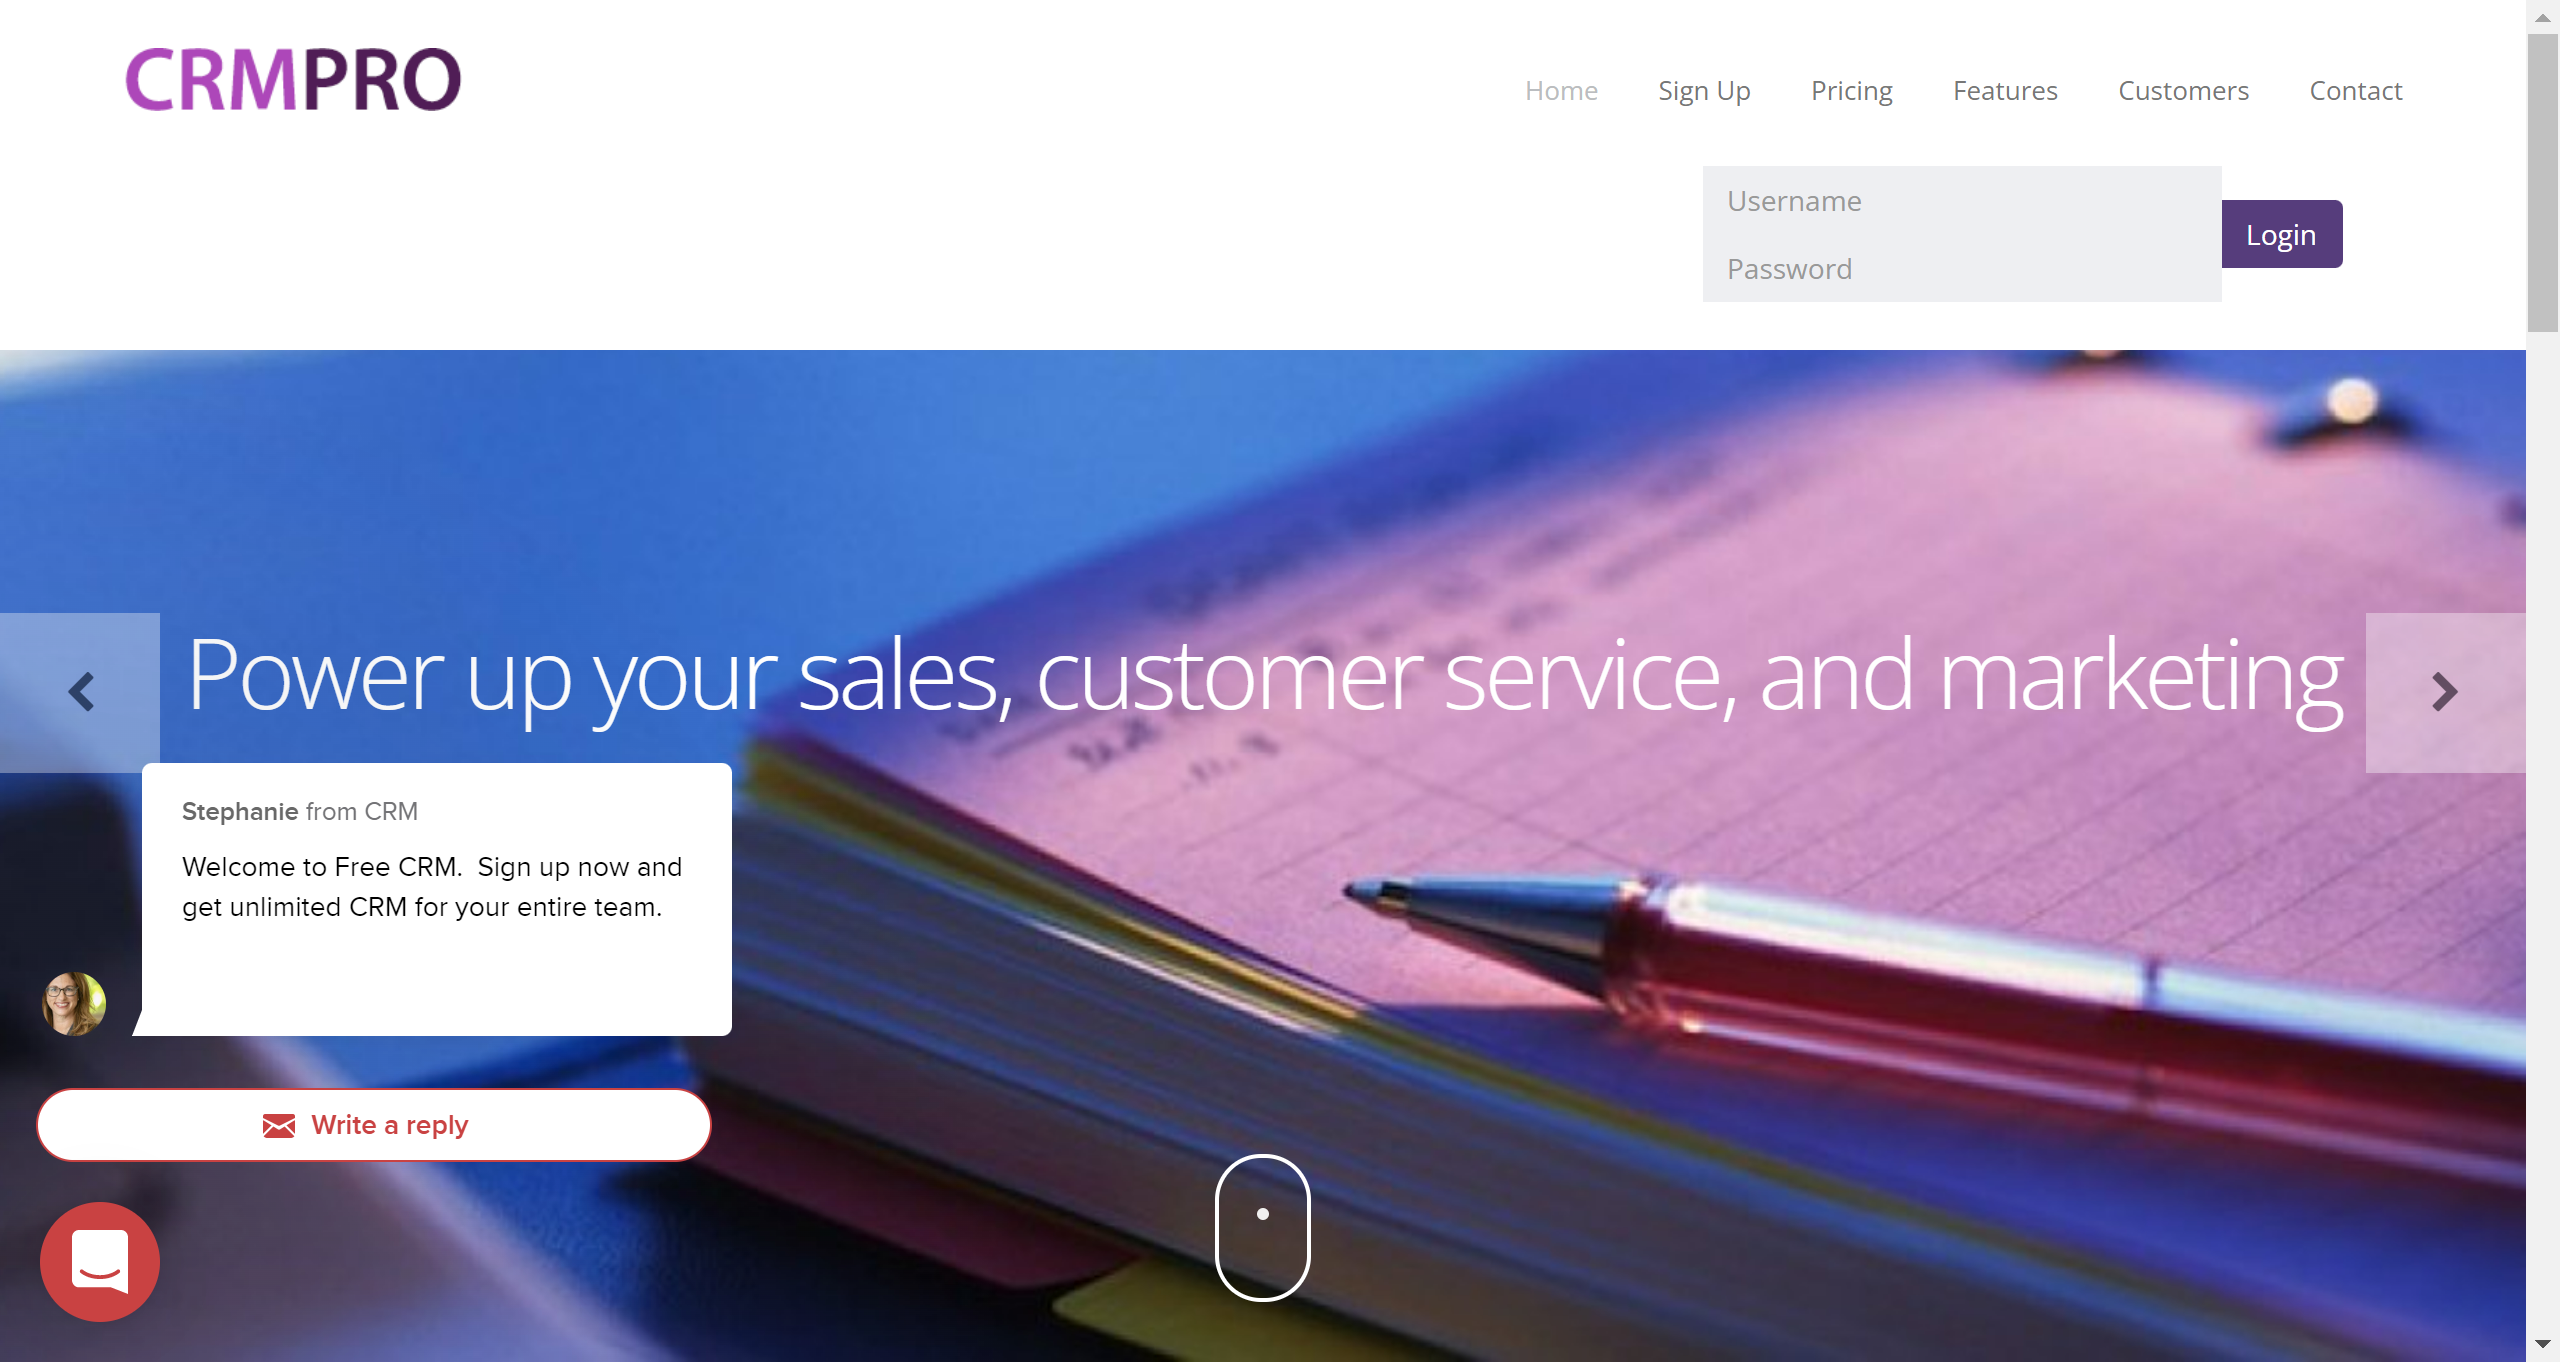 CRMPRO
Home Sign Up Pricing Features Customers Contact
Username
Password
Login
Power up your sales, customer service, and marketing
Stephanie from CRM
Welcome to Free CRM. Sign up now and
get unlimited CRM for your entire team.
Write a reply